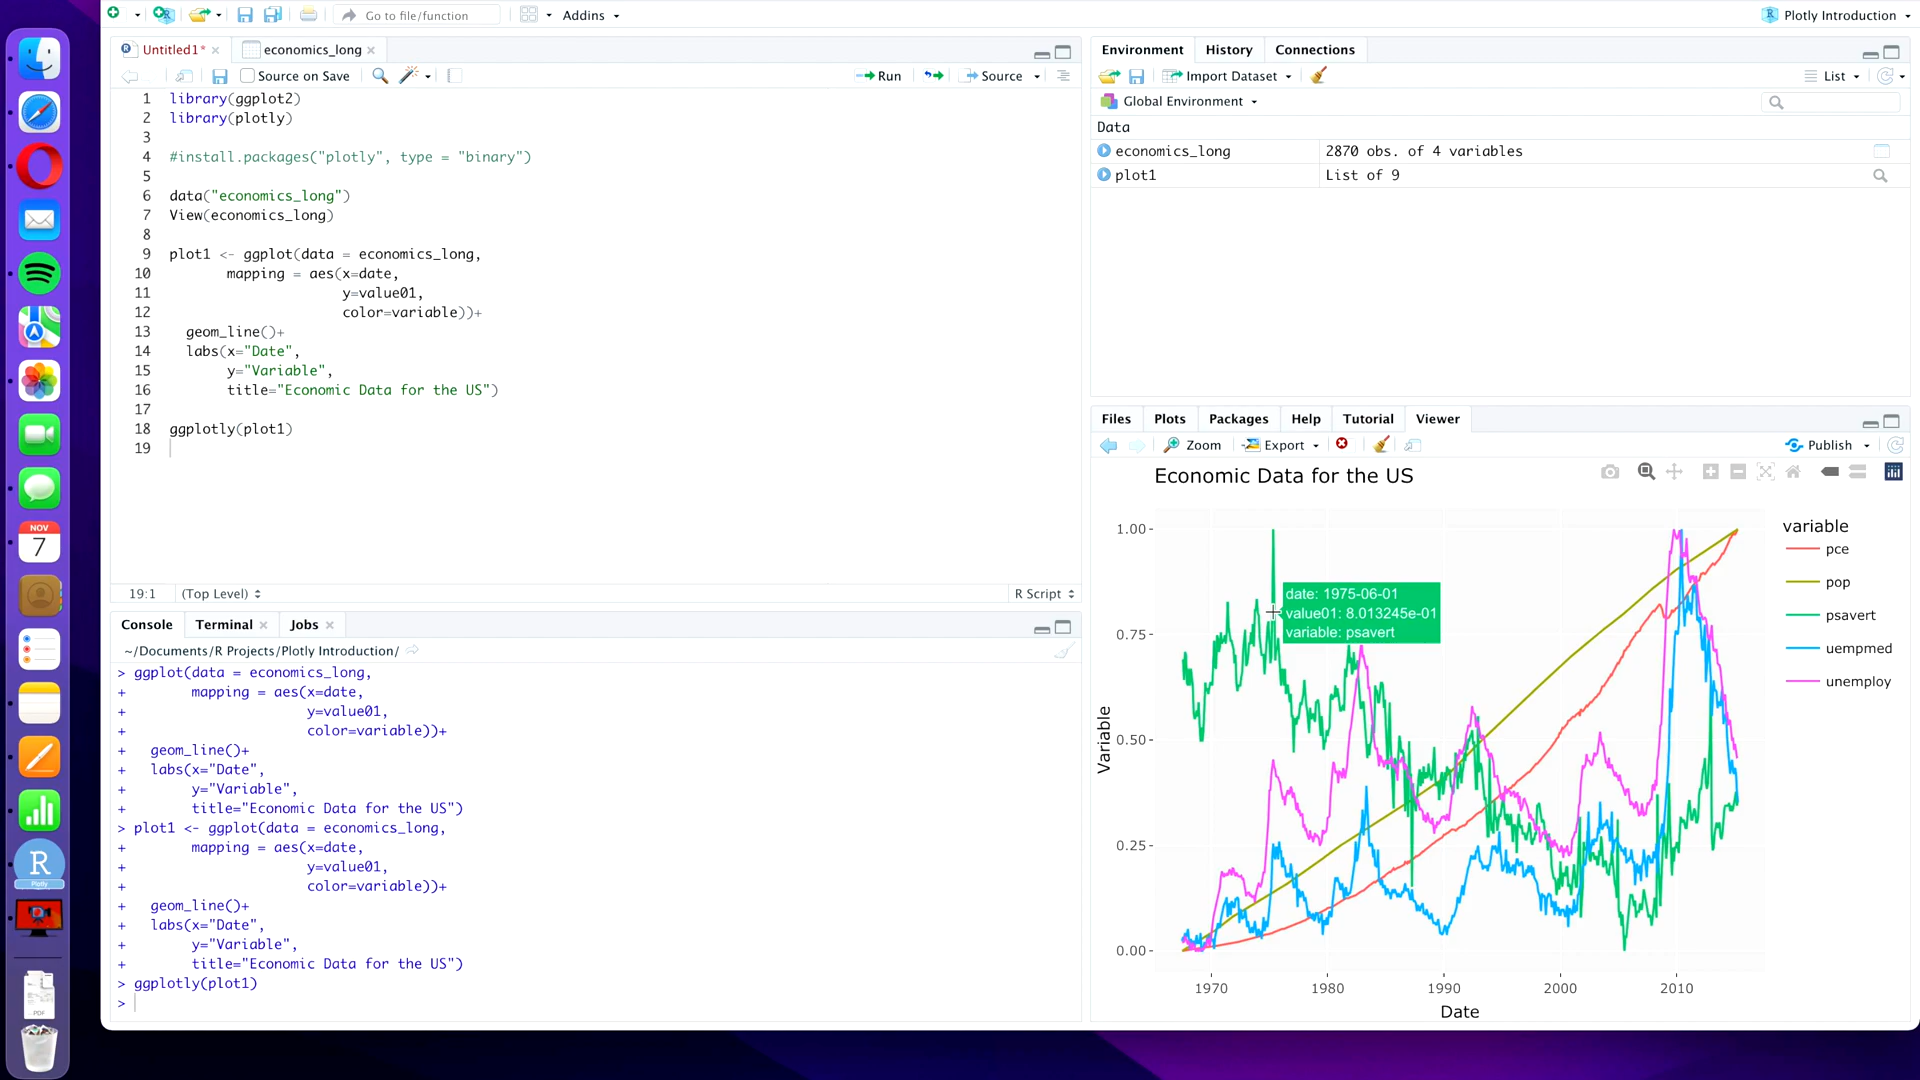 Go to file/function
Addins
Plotly Introduction
Untitled1*
economics_long
Source on Save
Run
Source
1 library(ggplot2)
2 library(plotly)
3
4 #install.packages("plotly", type = "binary")
5
6 data("economics_long")
7 View(economics_long)
8
9 plot1 <- ggplot(data = economics_long,
10 mapping = aes(x=date,
11 y=value01,
12 color=variable))+
13 geom_line()+
14 labs(x="Date",
15 y="Variable",
16 title="Economic Data for the US")
17
18 ggplotly(plot1)
19
19:1
(Top Level)
R Script
Console
Terminal
Jobs
~/Documents/R Projects/Plotly Introduction/
> ggplot(data = economics_long,
+ mapping = aes(x=date,
+ y=value01,
+ color=variable))+
+ geom_line()+
+ labs(x="Date",
+ y="Variable",
+ title="Economic Data for the US")
> plot1 <- ggplot(data = economics_long,
+ mapping = aes(x=date,
+ y=value01,
+ color=variable))+
+ geom_line()+
+ labs(x="Date",
+ y="Variable",
+ title="Economic Data for the US")
> ggplotly(plot1)
>
Environment
History
Connections
Import Dataset
List
Global Environment
Data
economics_long 2870 obs. of 4 variables
plot1 List of 9
Files
Plots
Packages
Help
Tutorial
Viewer
Zoom
Export
Publish
Economic Data for the US
1.00
0.75
0.50
0.25
0.00
Variable
date: 1975-06-01
value01: 8.013245e-01
variable: psavert
1970
1980
1990
2000
2010
Date
variable
pce
pop
psavert
uempmed
unemploy
NOV
7
R
Plotly
PDF